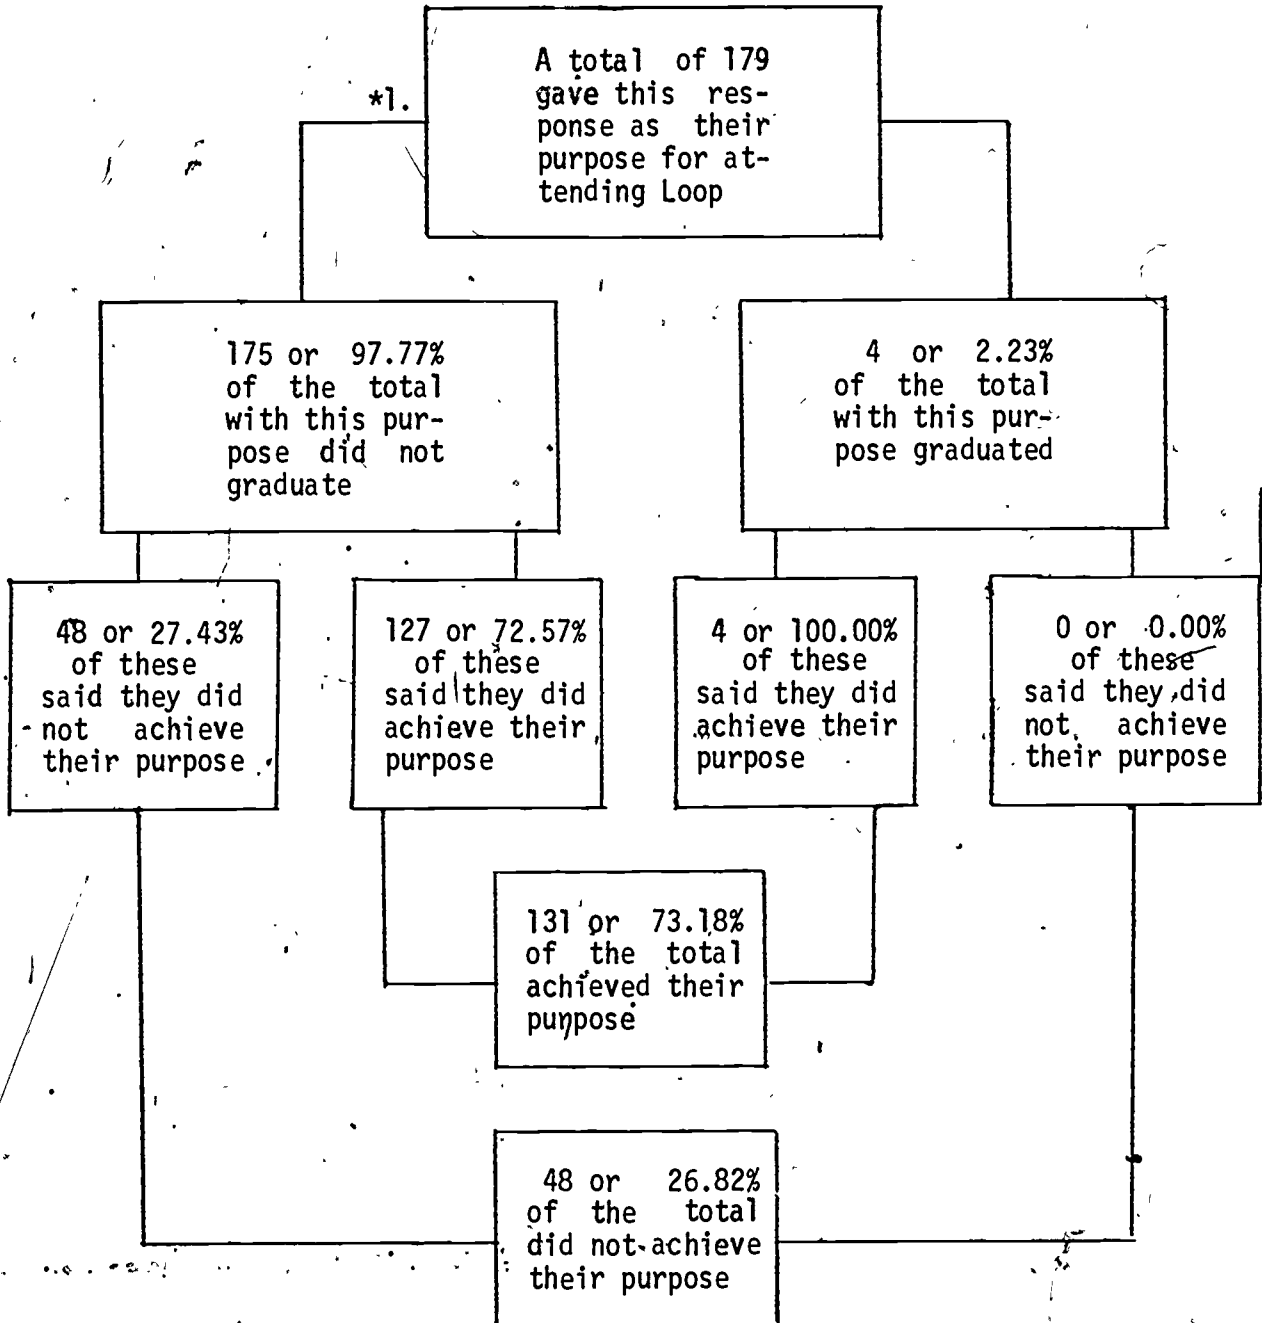 *1.
A total of 179
gave this res-
ponse as their
purpose for at-
tending Loop
175 or 97.77%
of the total
with this pur-
pose did not
graduate
4 or 2.23%
of the total
with this pur-
pose graduated
48 or 27.43%
of these
said they did
not achieve
their purpose
127 or 72.57%
of these
said they did
achieve their
purpose
4 or 100.00%
of these
said they did
achieve their
purpose
0 or 0.00%
of these
said they did
not achieve
their purpose
131 or 73.18%
of the total
achieved their
purpose
48 or 26.82%
of the total
did not achieve
their purpose